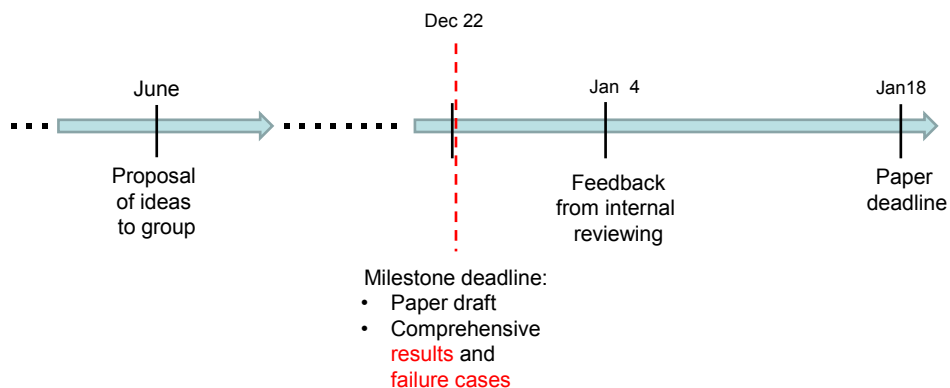 Dec 22
June
Jan 4
Jan18
Proposal
of ideas
to group
Feedback
from internal
reviewing
Paper
deadline
Milestone deadline:
• Paper draft
• Comprehensive
results and
failure cases